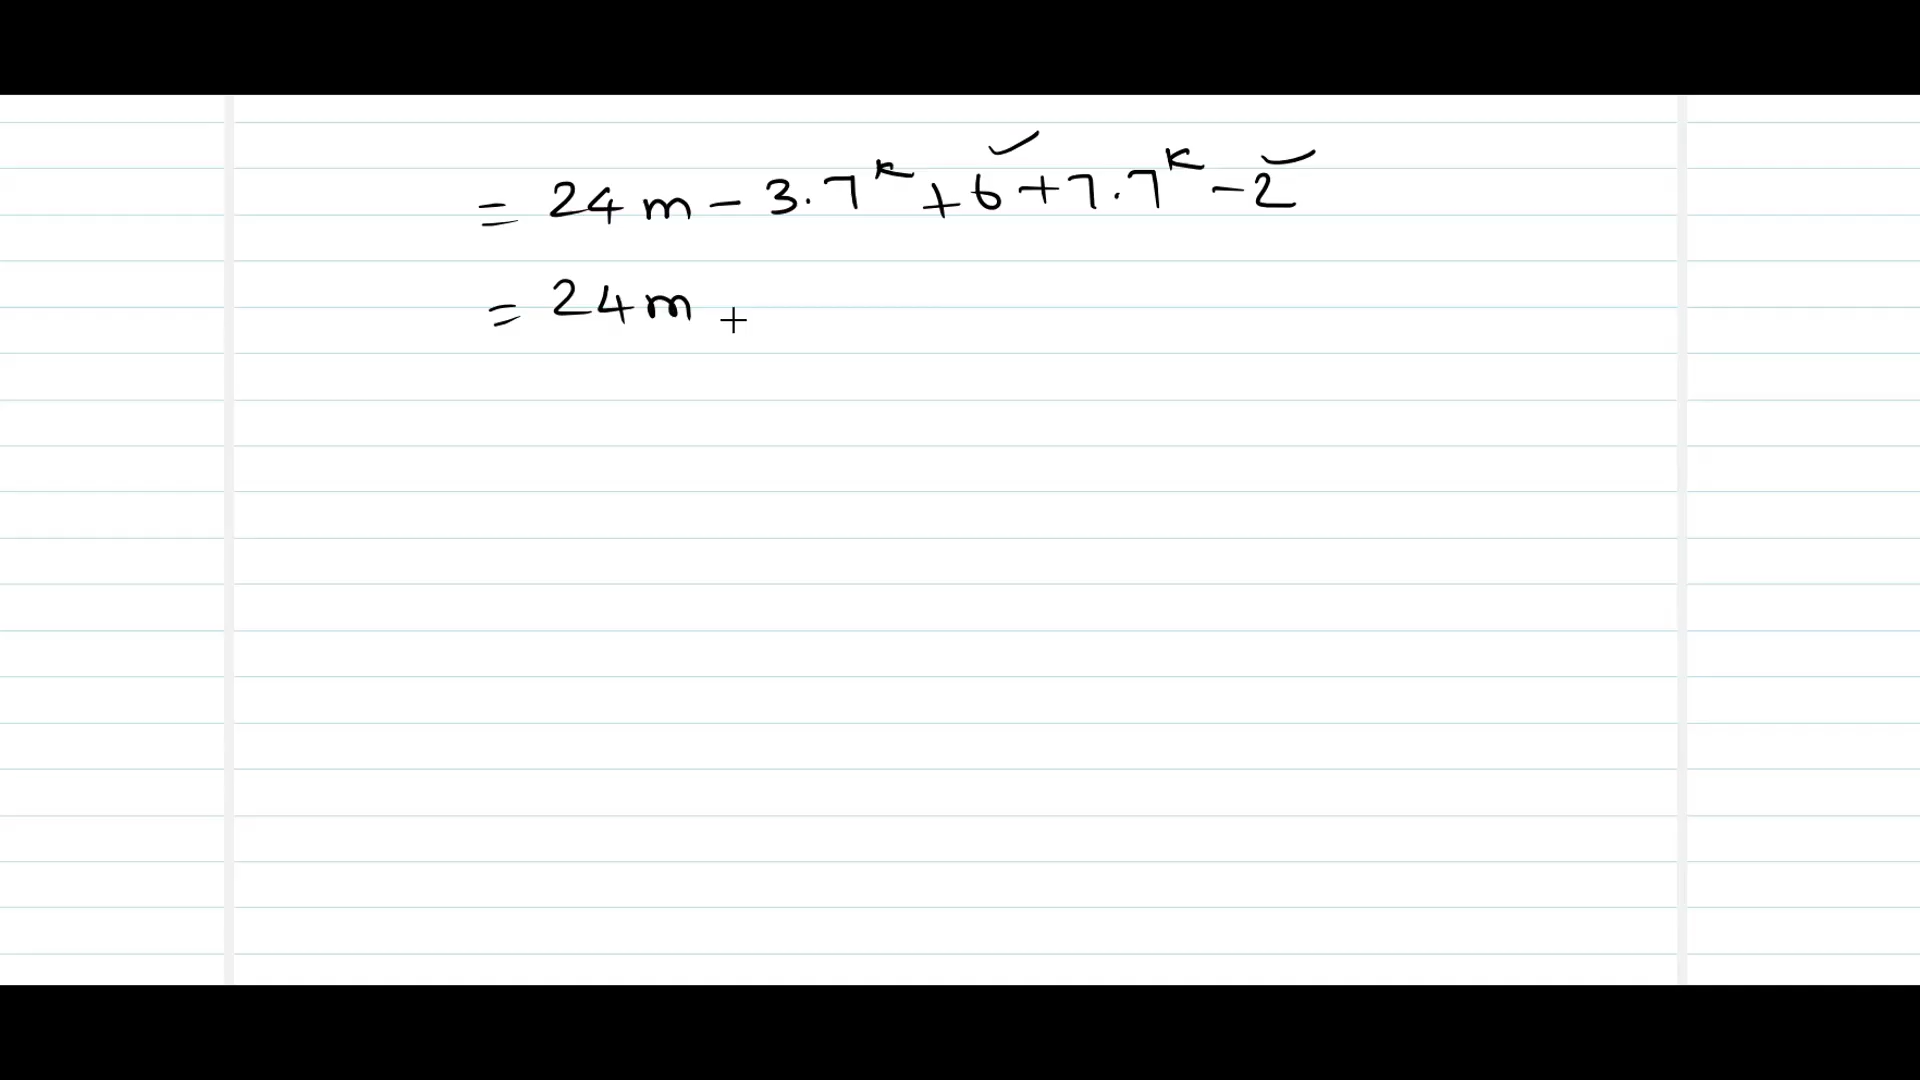 = 24m - 3.7^k + 6 + 7.7^k - 2
= 24m +